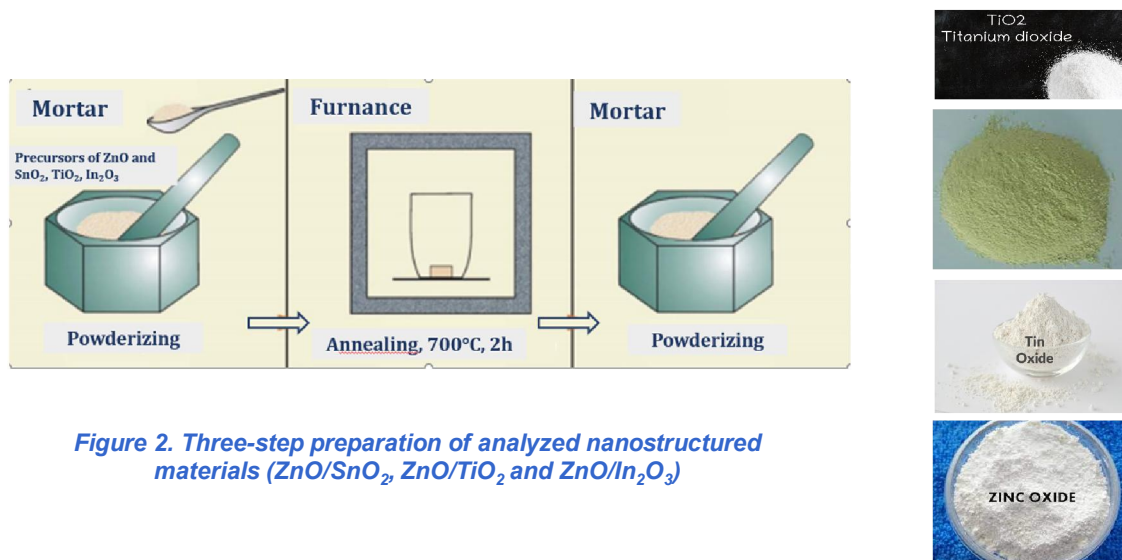 Mortar
Precursors of ZnO and
SnO₂, TiO₂, In₂O₃
Powderizing
Furnance
Annealing, 700°C, 2h
Mortar
Powderizing
Figure 2. Three-step preparation of analyzed nanostructured
materials (ZnO/SnO₂, ZnO/TiO₂ and ZnO/In₂O₃)
TiO2
Titanium dioxide
Tin
Oxide
ZINC OXIDE